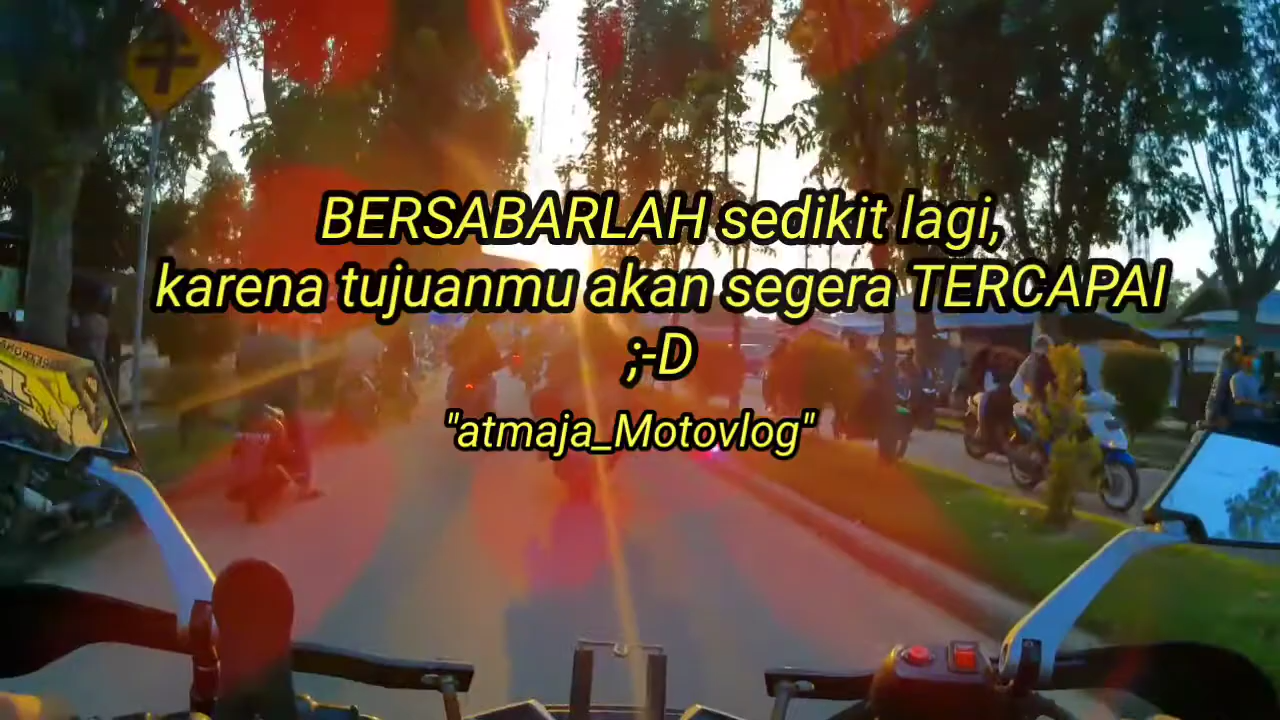 BERSABARLAH sedikit lagi,
karena tujuanmu akan segera TERCAPAI
;-D
"atmaja_Motovlog"